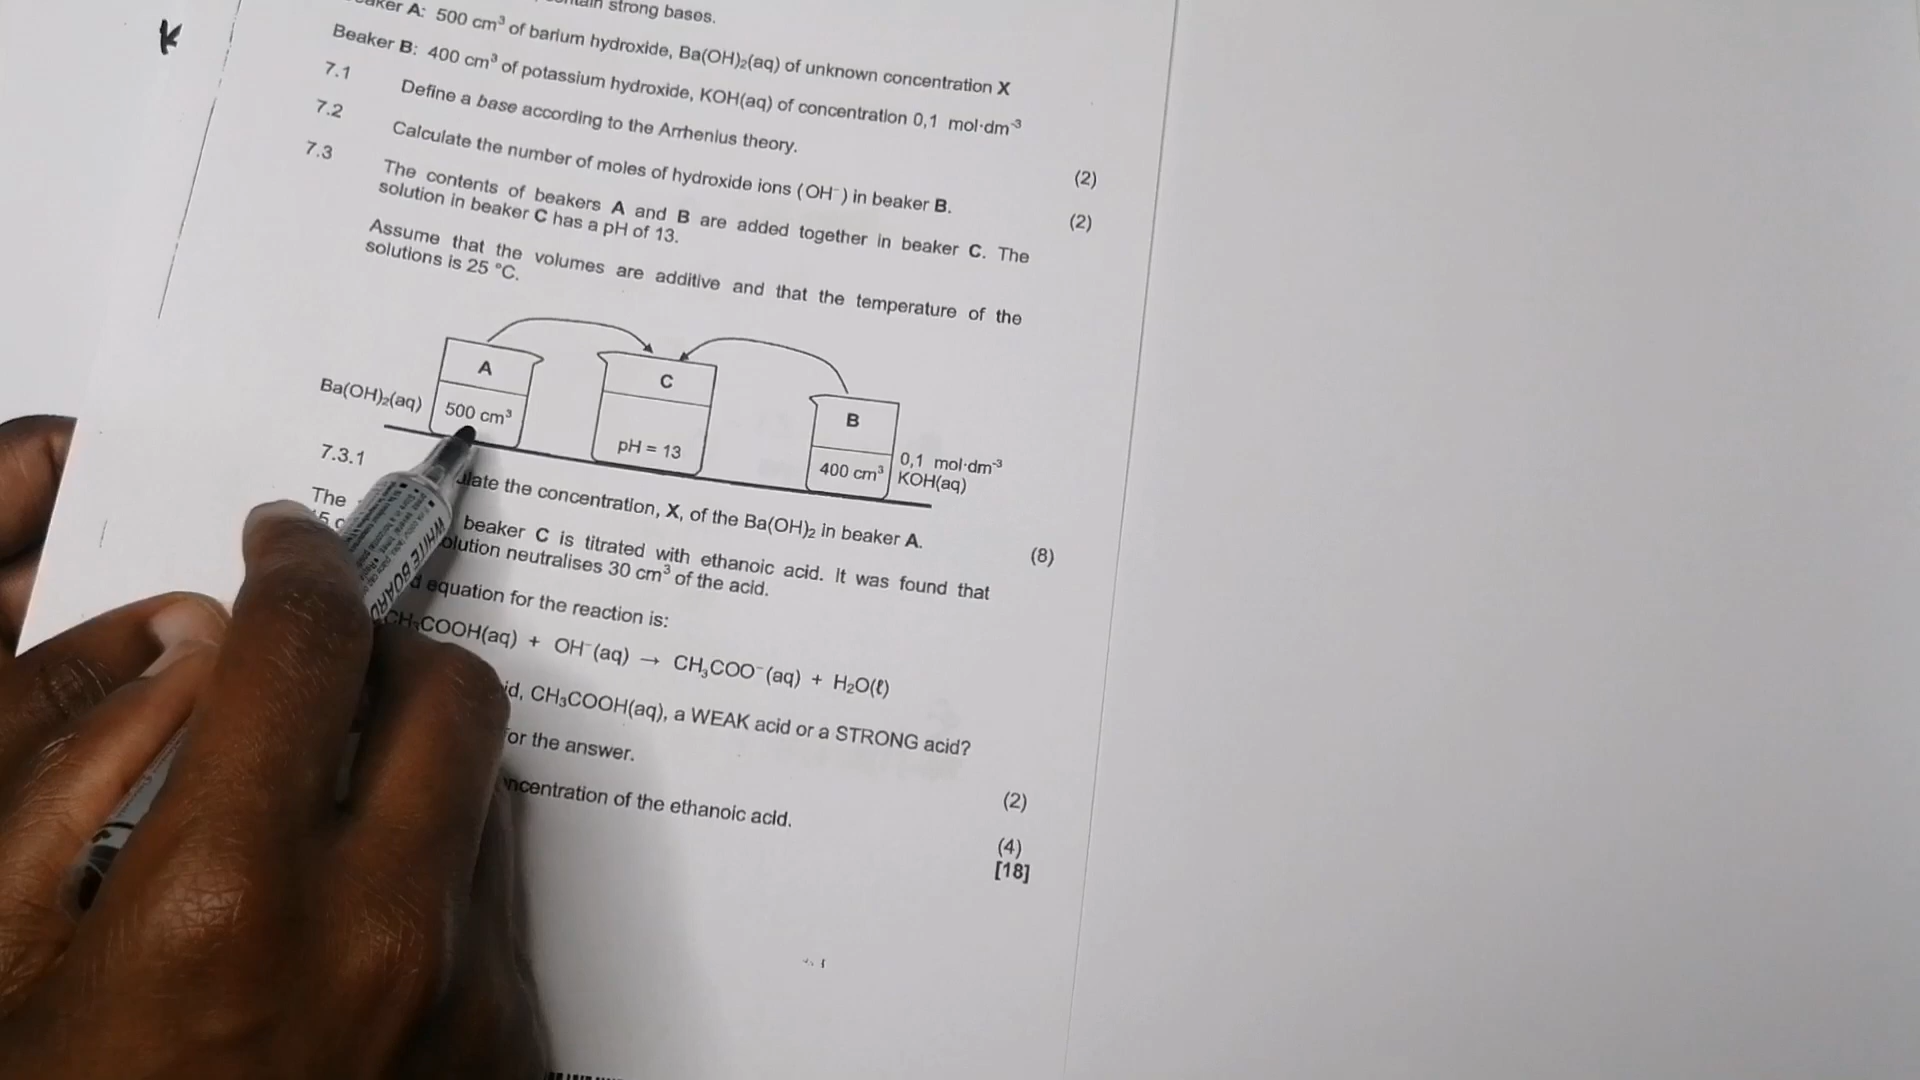 strong bases.
A: 500 cm³ of barium hydroxide, Ba(OH)₂(aq) of unknown concentration X
Beaker B: 400 cm³ of potassium hydroxide, KOH(aq) of concentration 0,1 mol·dm⁻³
7.1 Define a base according to the Arrhenius theory. (2)
7.2 Calculate the number of moles of hydroxide ions (OH⁻) in beaker B. (2)
7.3 The contents of beakers A and B are added together in beaker C. The
solution in beaker C has a pH of 13.
Assume that the volumes are additive and that the temperature of the
solutions is 25 °C.
A
C
B
Ba(OH)₂(aq)
500 cm³
pH = 13
400 cm³
0,1 mol·dm⁻³
KOH(aq)
7.3.1 the concentration, X, of the Ba(OH)₂ in beaker A. (8)
The beaker C is titrated with ethanoic acid. It was found that
neutralises 30 cm³ of the acid.
equation for the reaction is:
CH₃COOH(aq) + OH⁻(aq) → CH₃COO⁻(aq) + H₂O(ℓ)
CH₃COOH(aq), a WEAK acid or a STRONG acid?
for the answer. (2)
of the ethanoic acid. (4)
[18]
WHITE BOARD